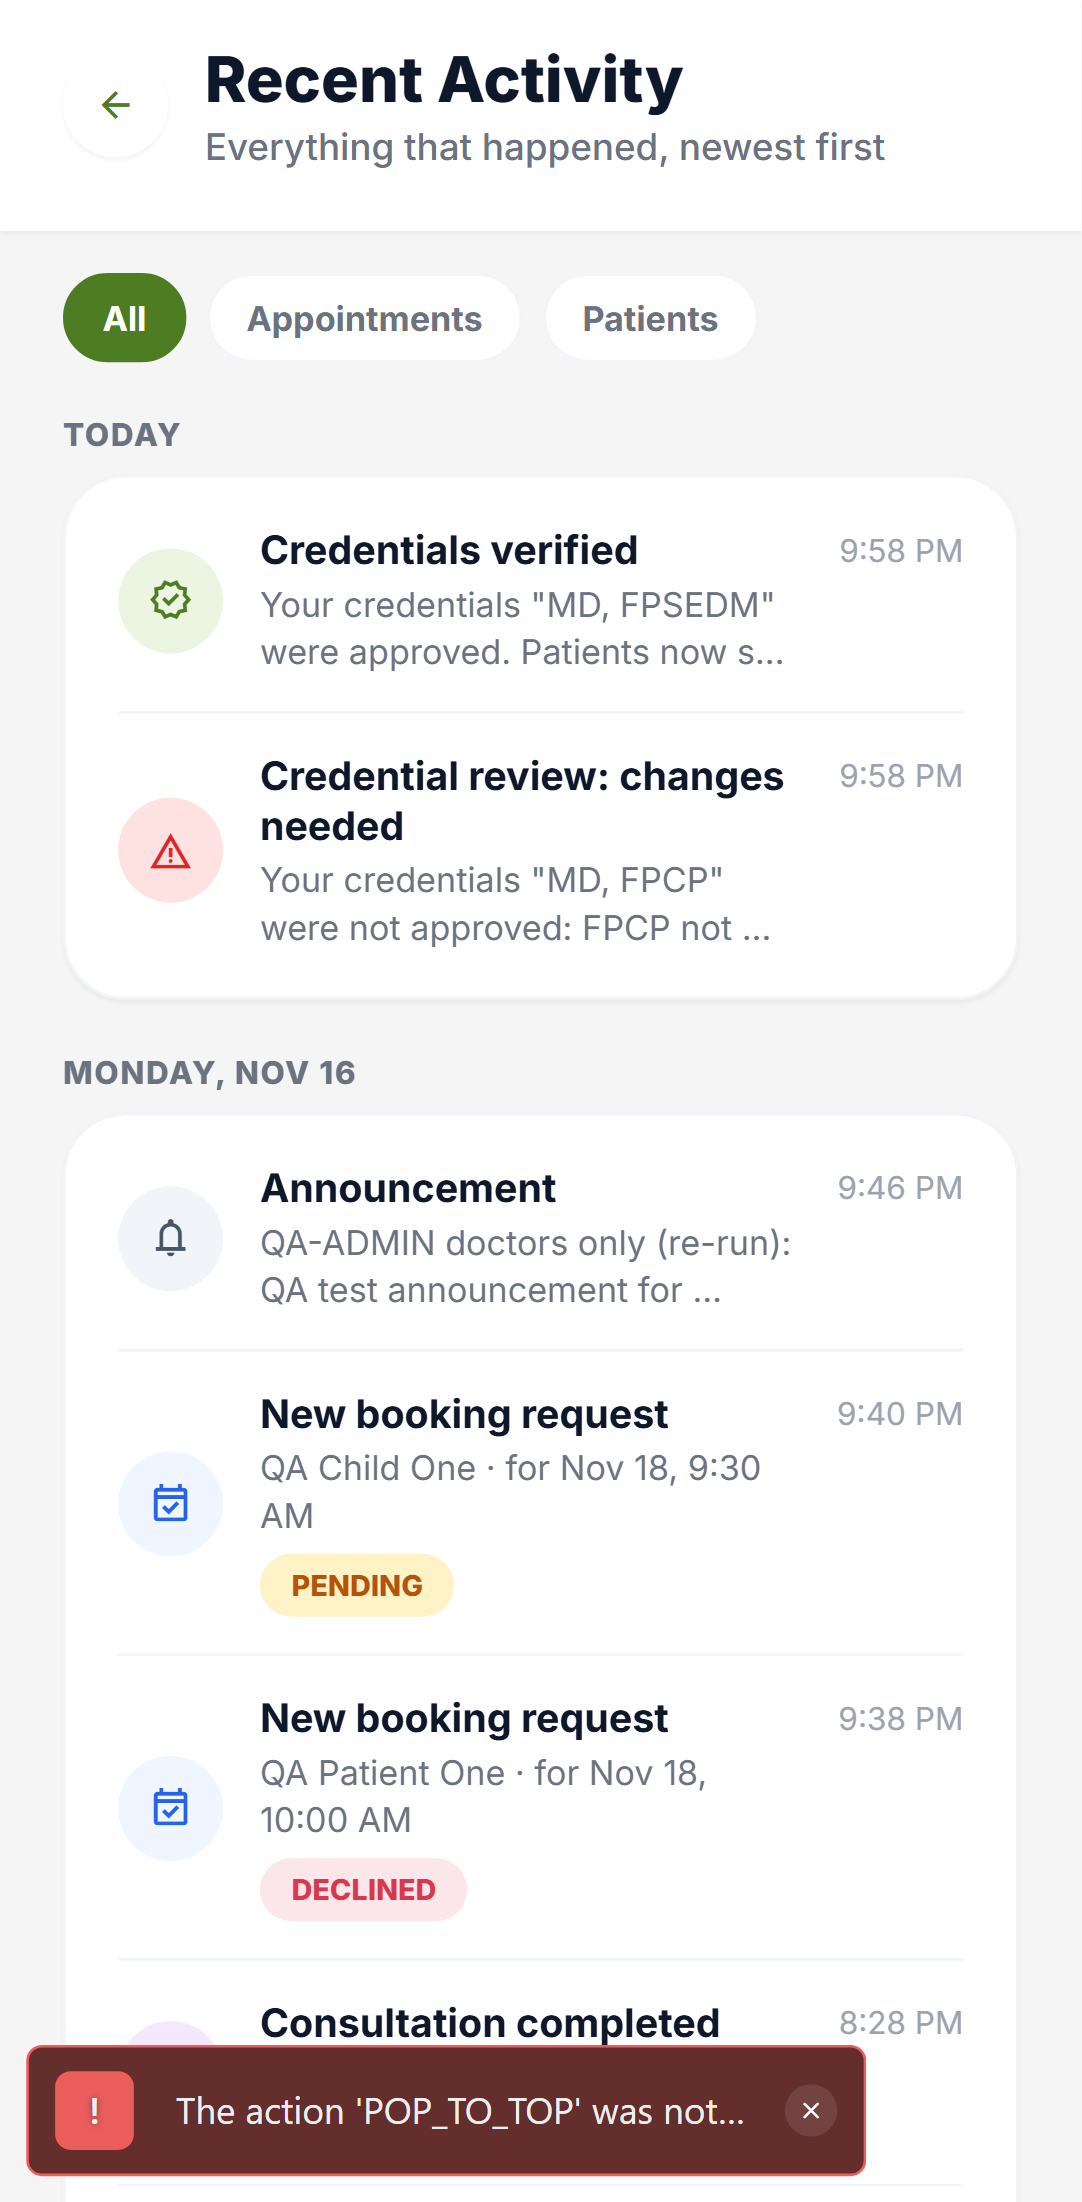 Recent Activity
Everything that happened, newest first
All
Appointments
Patients
TODAY
Credentials verified
9:58 PM
Your credentials "MD, FPSEDM"
were approved. Patients now s...
Credential review: changes
needed
9:58 PM
Your credentials "MD, FPCP"
were not approved: FPCP not ...
MONDAY, NOV 16
Announcement
9:46 PM
QA-ADMIN doctors only (re-run):
QA test announcement for ...
New booking request
9:40 PM
QA Child One · for Nov 18, 9:30
AM
PENDING
New booking request
9:38 PM
QA Patient One · for Nov 18,
10:00 AM
DECLINED
Consultation completed
8:28 PM
!
The action 'POP_TO_TOP' was not...